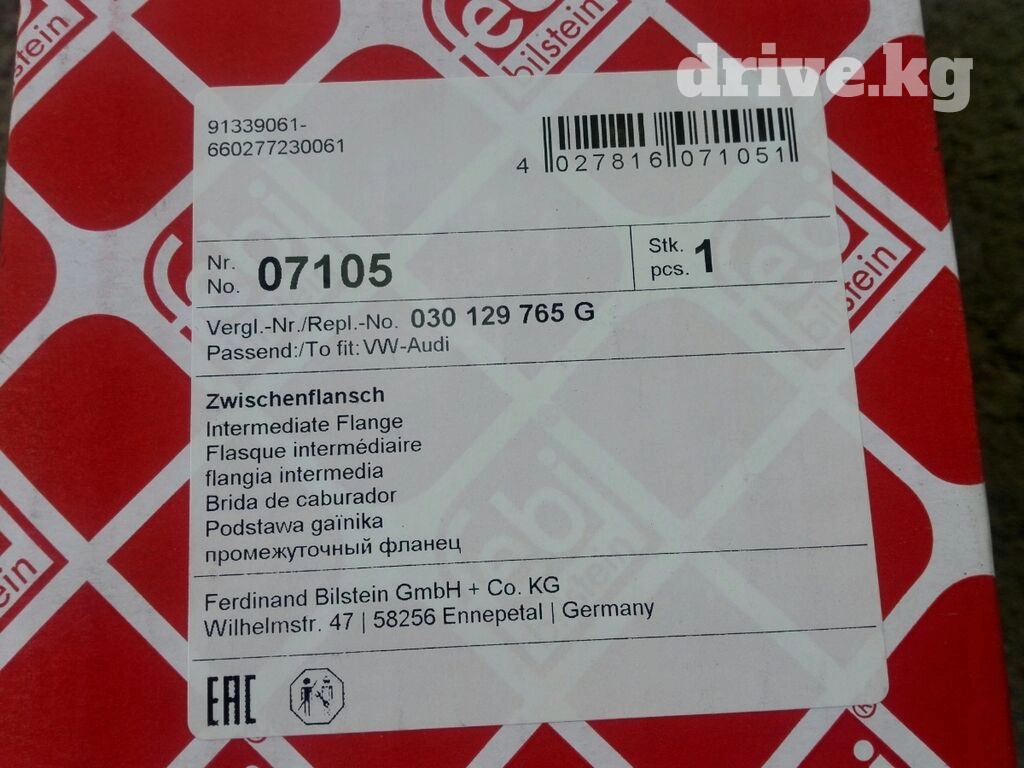 drive.kg
91339061-
660277230061
4 027816 071051
Nr.
No. 07105
Stk.
pcs. 1
Vergl.-Nr./Repl.-No. 030 129 765 G
Passend:/To fit: VW-Audi
Zwischenflansch
Intermediate Flange
Flasque intermédiaire
flangia intermedia
Brida de caburador
Podstawa gaïnika
промежуточный фланец
Ferdinand Bilstein GmbH + Co. KG
Wilhelmstr. 47 | 58256 Ennepetal | Germany
EAC
febi
bilstein